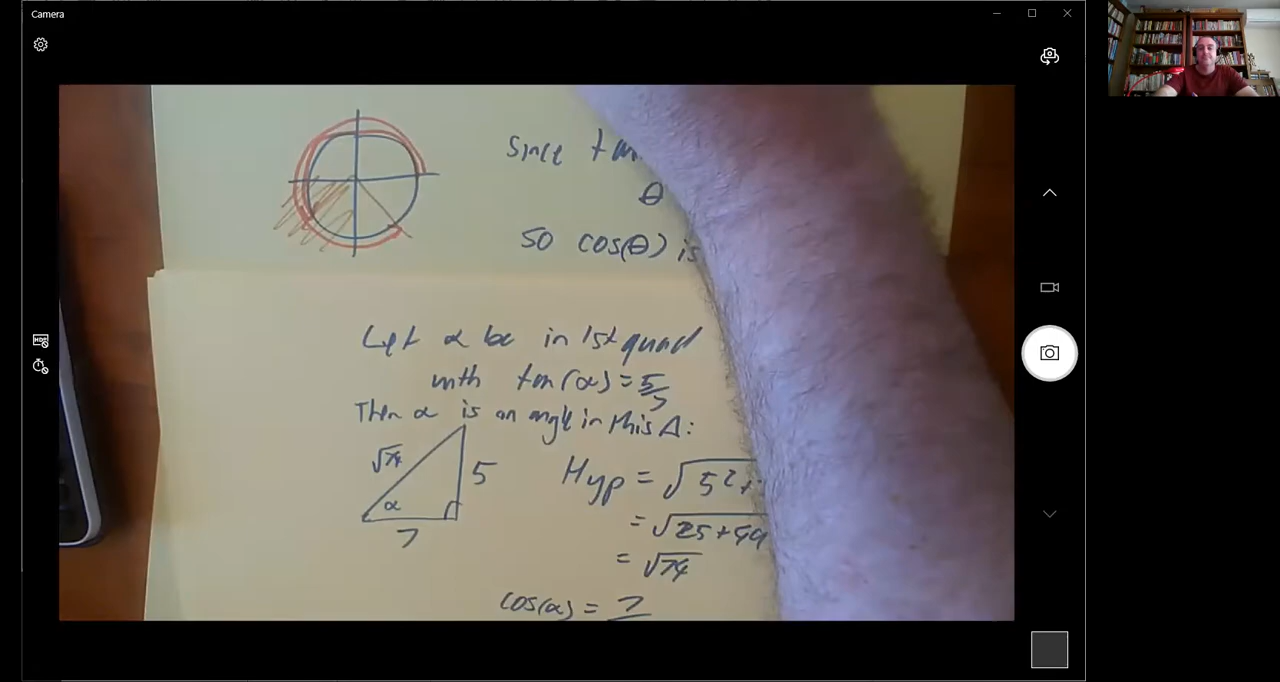 Camera
Since tan
θ
so cos(θ) is
Let α be in 1st quad
with tan(α) = 5/7
Then α is an angle in this Δ:
√74
5
α
7
Hyp = √5²+
= √25+49
= √74
cos(α) = 7